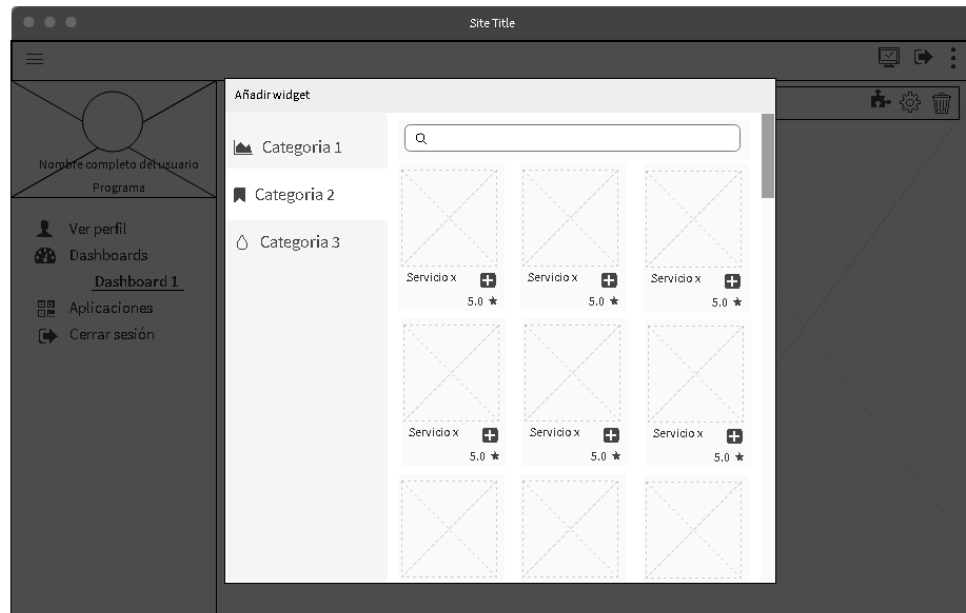 Site Title
Nombre completo del usuario
Programa
Ver perfil
Dashboards
Dashboard 1
Aplicaciones
Cerrar sesión
Añadir widget
Categoria 1
Categoria 2
Categoria 3
Servicio x
5.0
Servicio x
5.0
Servicio x
5.0
Servicio x
5.0
Servicio x
5.0
Servicio x
5.0